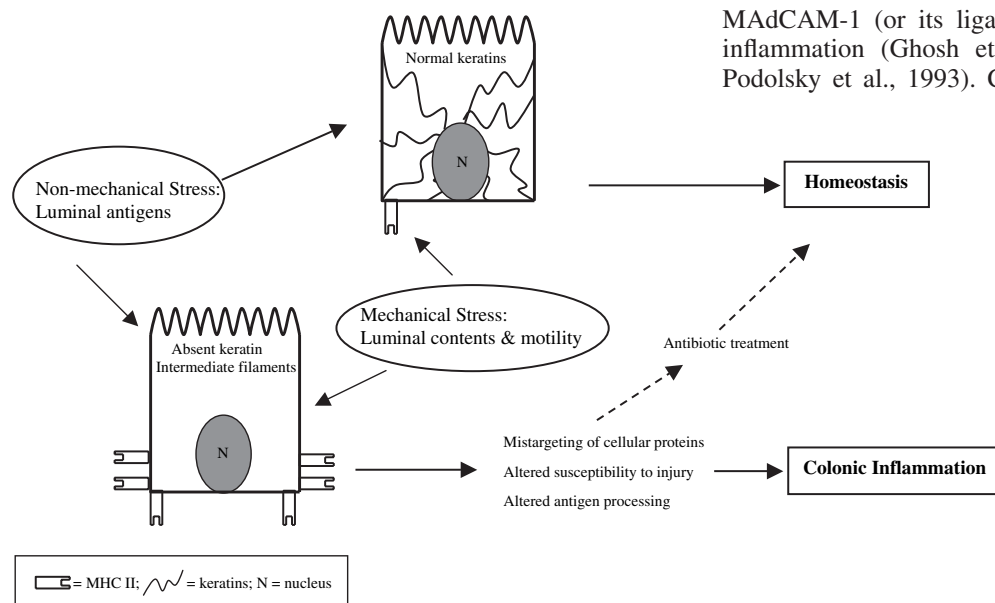 MAdCAM-1 (or its liga
inflammation (Ghosh et
Podolsky et al., 1993). C
Normal keratins
N
Non-mechanical Stress:
Luminal antigens
Homeostasis
Mechanical Stress:
Luminal contents & motility
Antibiotic treatment
Absent keratin
Intermediate filaments
N
Mistargeting of cellular proteins
Altered susceptibility to injury
Altered antigen processing
Colonic Inflammation
= MHC II; = keratins; N = nucleus